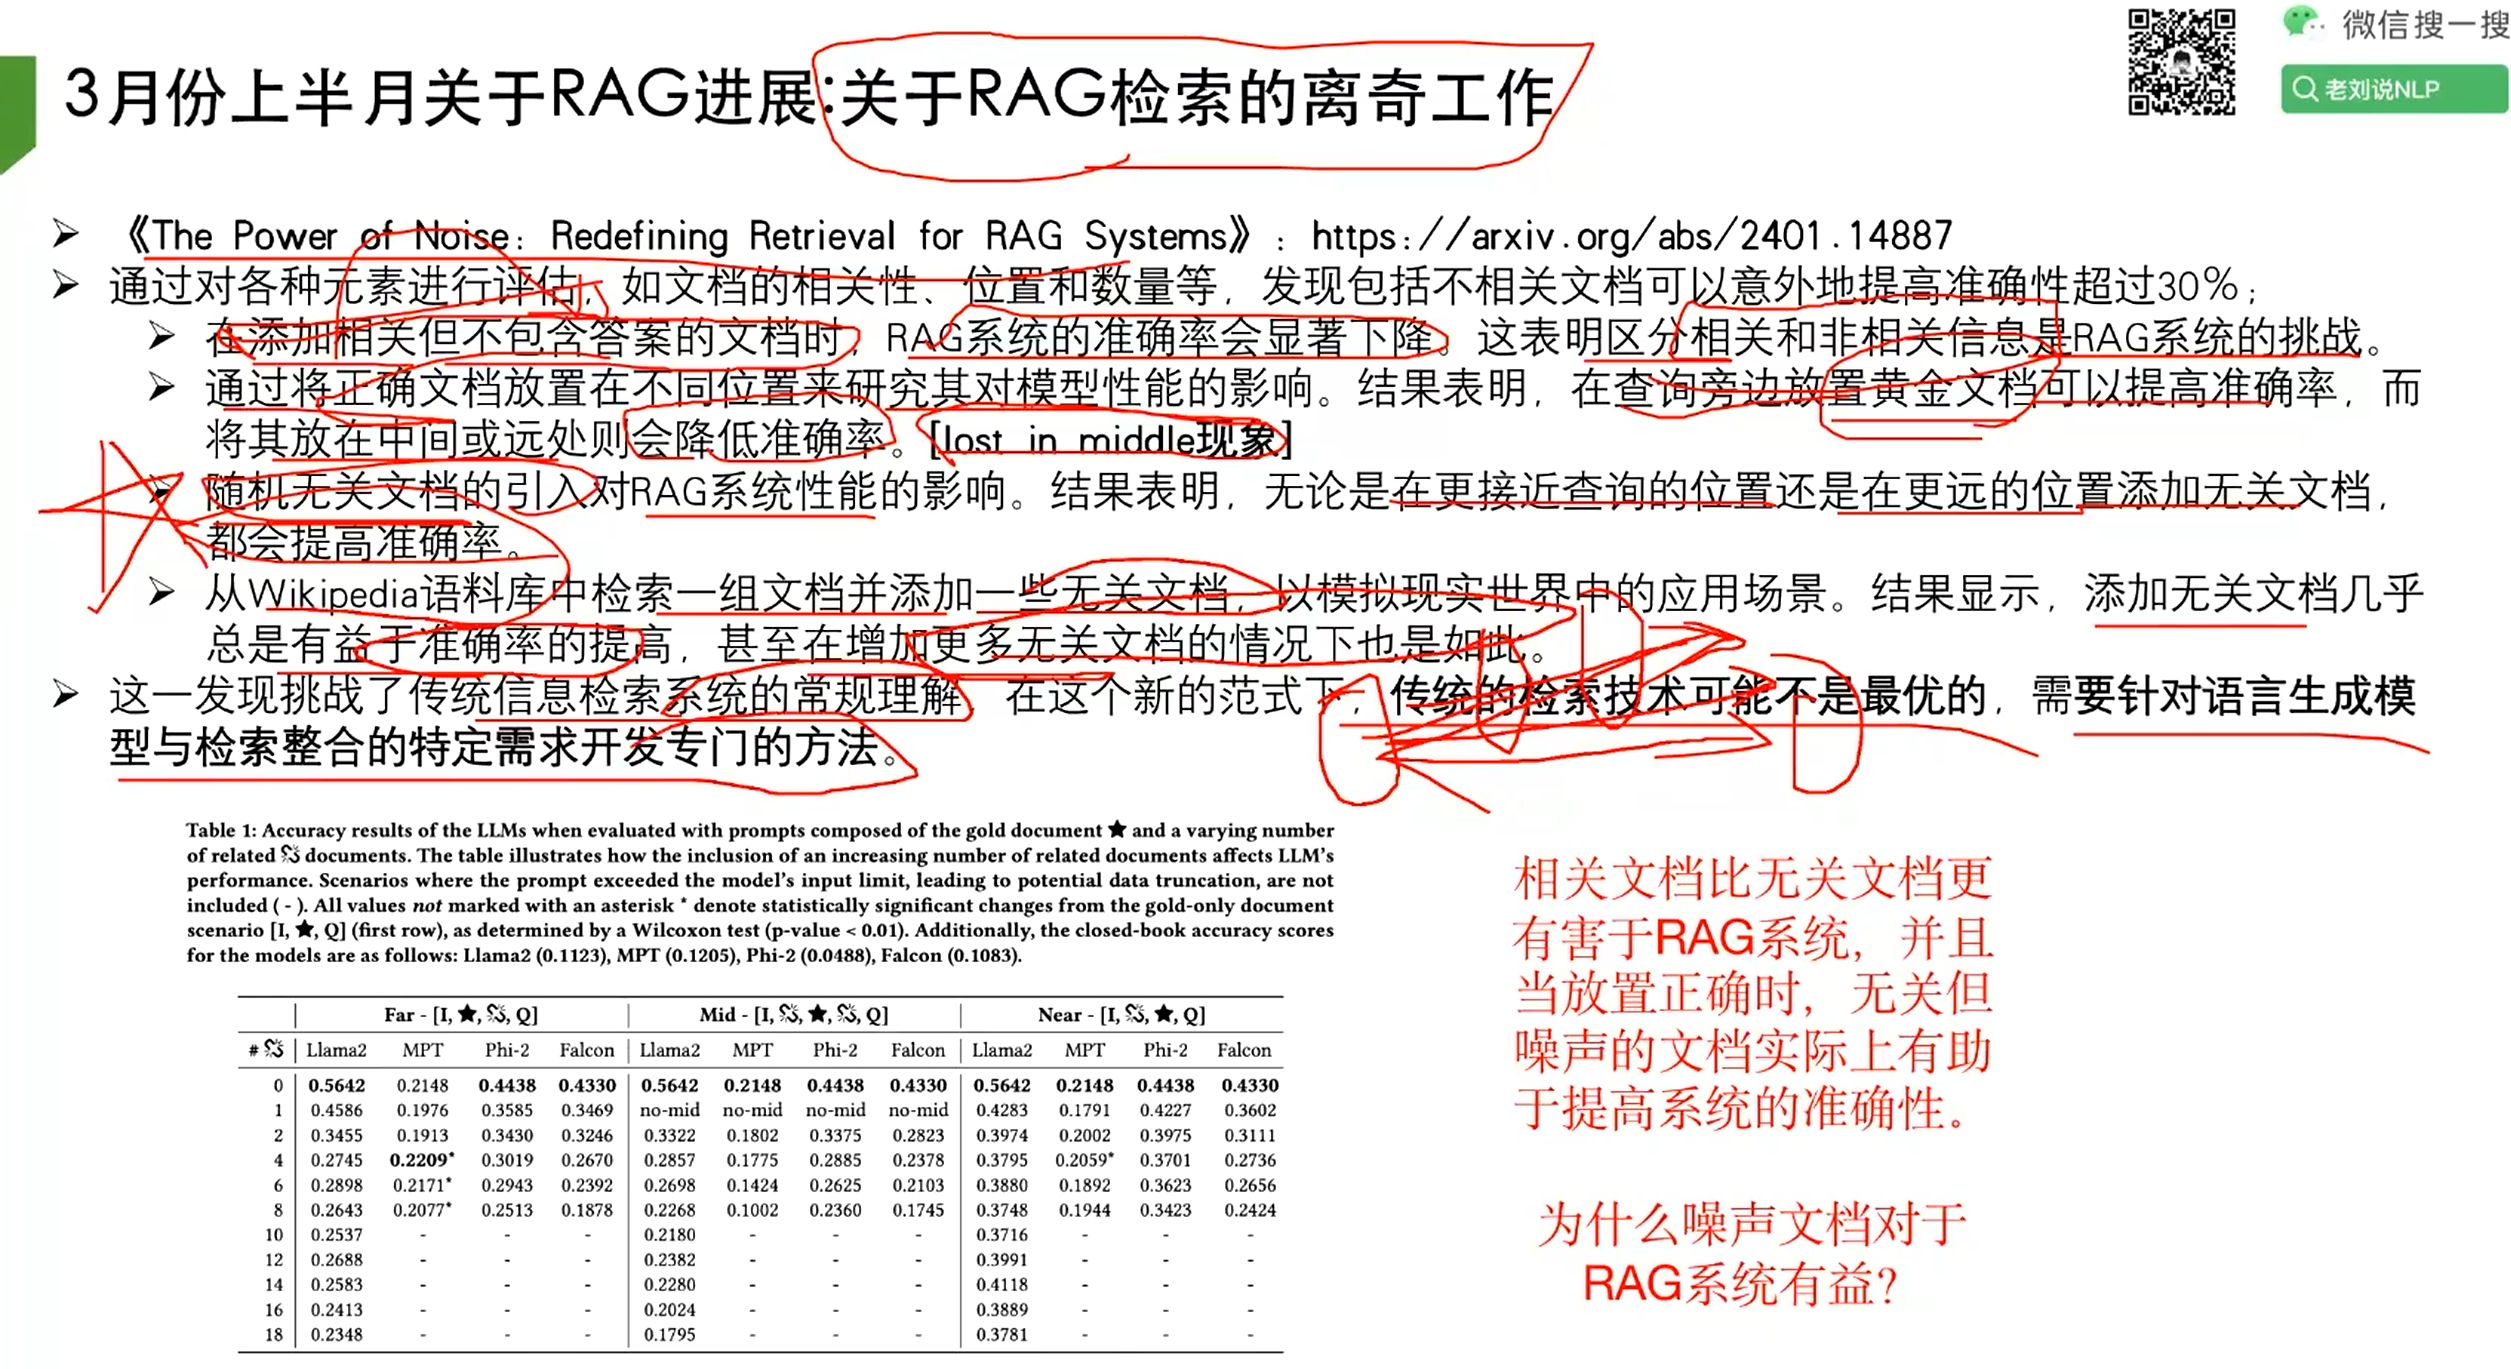 微信搜一搜
老刘说NLP
3月份上半月关于RAG进展:关于RAG检索的离奇工作
《The Power of Noise: Redefining Retrieval for RAG Systems》: https://arxiv.org/abs/2401.14887
通过对各种元素进行评估,如文档的相关性、位置和数量等,发现包括不相关文档可以意外地提高准确性超过30%;
在添加相关但不包含答案的文档时,RAG系统的准确率会显著下降。这表明区分相关和非相关信息是RAG系统的挑战。
通过将正确文档放置在不同位置来研究其对模型性能的影响。结果表明,在查询旁边放置黄金文档可以提高准确率,而
将其放在中间或远处则会降低准确率。[lost in middle现象]
随机无关文档的引入对RAG系统性能的影响。结果表明,无论是在更接近查询的位置还是在更远的位置添加无关文档,
都会提高准确率。
从Wikipedia语料库中检索一组文档并添加一些无关文档,以模拟现实世界中的应用场景。结果显示,添加无关文档几乎
总是有益于准确率的提高,甚至在增加更多无关文档的情况下也是如此。
这一发现挑战了传统信息检索系统的常规理解,在这个新的范式下,传统的检索技术可能不是最优的,需要针对语言生成模
型与检索整合的特定需求开发专门的方法。
Table 1: Accuracy results of the LLMs when evaluated with prompts composed of the gold document ★ and a varying number
of related documents. The table illustrates how the inclusion of an increasing number of related documents affects LLM's
performance. Scenarios where the prompt exceeded the model's input limit, leading to potential data truncation, are not
included ( - ). All values not marked with an asterisk * denote statistically significant changes from the gold-only document
scenario [I, ★, Q] (first row), as determined by a Wilcoxon test (p-value < 0.01). Additionally, the closed-book accuracy scores
for the models are as follows: Llama2 (0.1123), MPT (0.1205), Phi-2 (0.0488), Falcon (0.1083).
Far - [I, ★, , Q] Mid - [I, , ★, , Q] Near - [I, , ★, Q]
# Llama2 MPT Phi-2 Falcon Llama2 MPT Phi-2 Falcon Llama2 MPT Phi-2 Falcon
0 0.5642 0.2148 0.4438 0.4330 0.5642 0.2148 0.4438 0.4330 0.5642 0.2148 0.4438 0.4330
1 0.4586 0.1976 0.3585 0.3469 no-mid no-mid no-mid no-mid 0.4283 0.1791 0.4227 0.3602
2 0.3455 0.1913 0.3430 0.3246 0.3322 0.1802 0.3375 0.2823 0.3974 0.2002 0.3975 0.3111
4 0.2745 0.2209* 0.3019 0.2670 0.2857 0.1775 0.2885 0.2378 0.3795 0.2059* 0.3701 0.2736
6 0.2898 0.2171* 0.2943 0.2392 0.2698 0.1424 0.2625 0.2103 0.3880 0.1892 0.3623 0.2656
8 0.2643 0.2077* 0.2513 0.1878 0.2268 0.1002 0.2360 0.1745 0.3748 0.1944 0.3423 0.2424
10 0.2537 - - - 0.2180 - - - 0.3716 - - -
12 0.2688 - - - 0.2382 - - - 0.3991 - - -
14 0.2583 - - - 0.2280 - - - 0.4118 - - -
16 0.2413 - - - 0.2024 - - - 0.3889 - - -
18 0.2348 - - - 0.1795 - - - 0.3781 - - -
相关文档比无关文档更
有害于RAG系统,并且
当放置正确时,无关但
噪声的文档实际上有助
于提高系统的准确性。
为什么噪声文档对于
RAG系统有益?